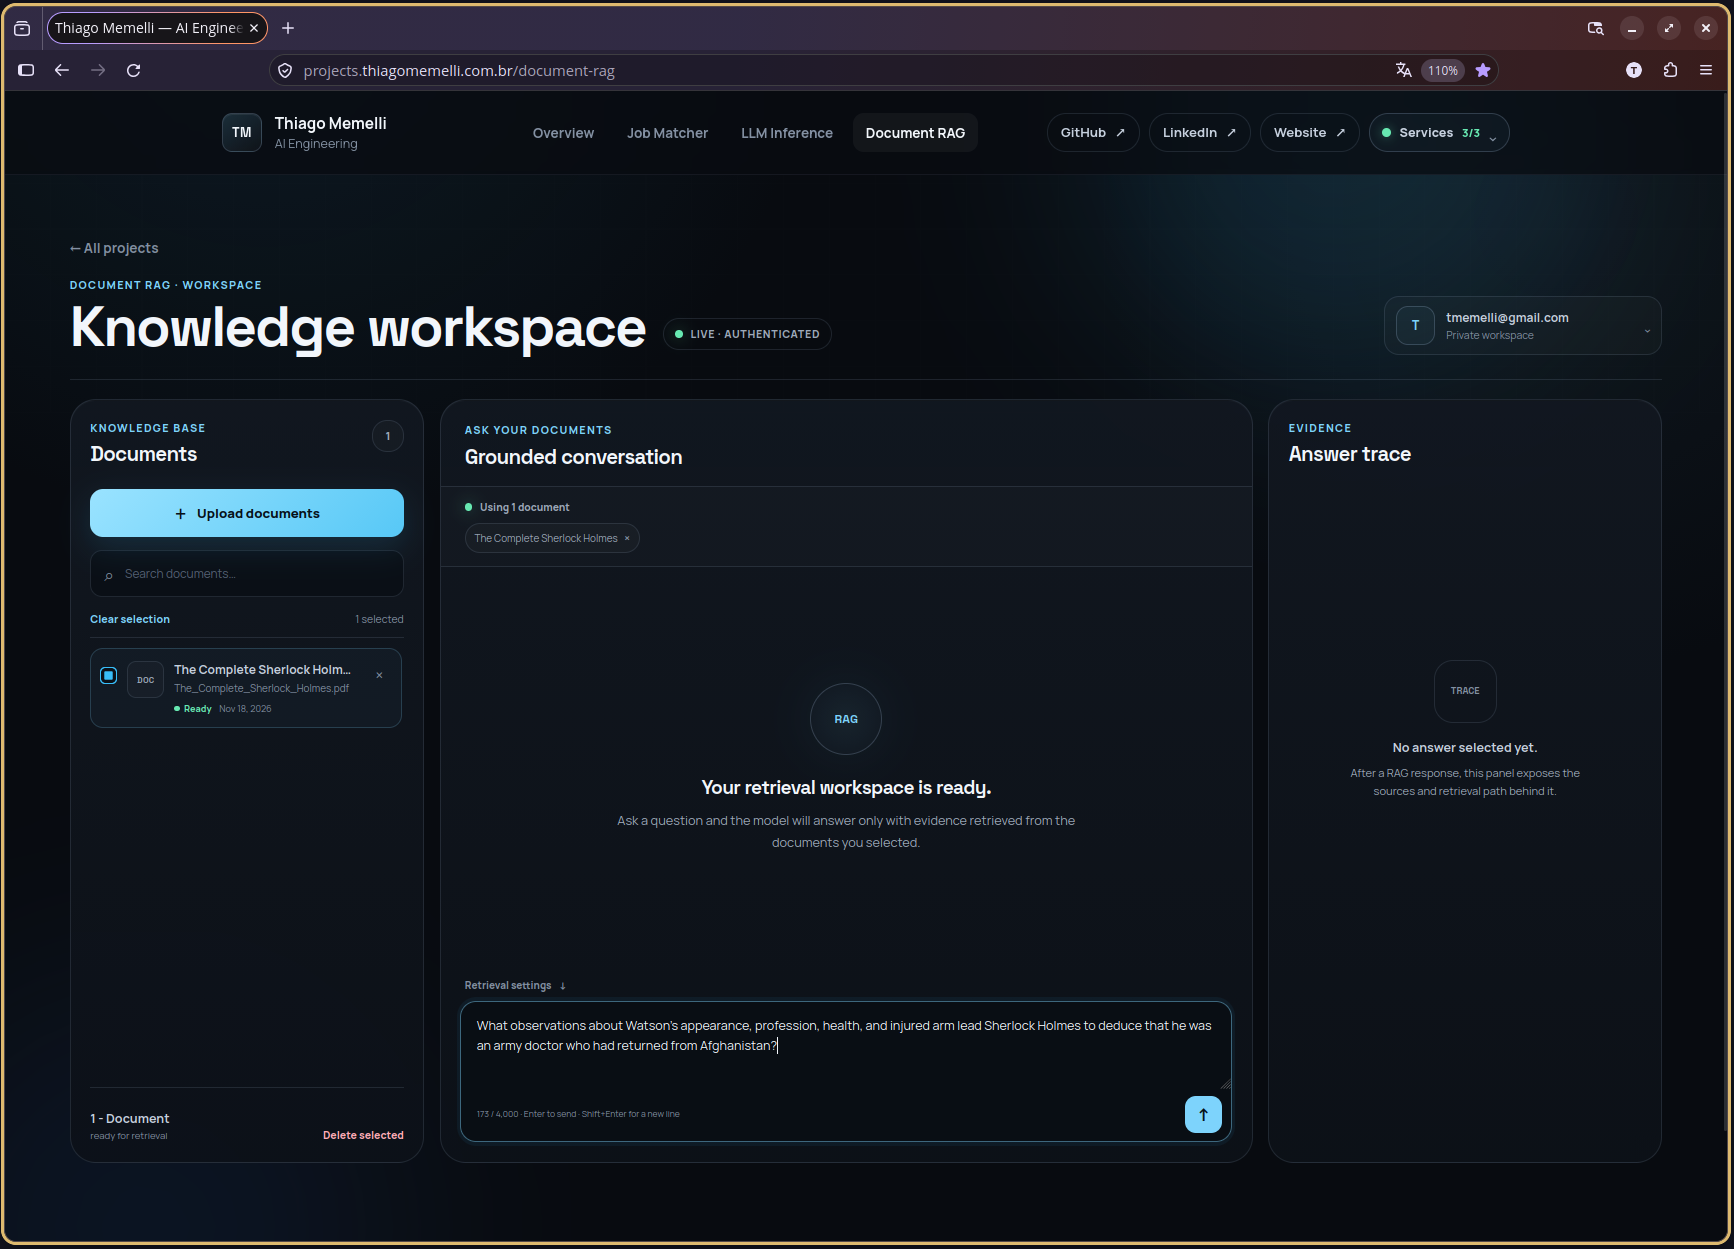 Thiago Memelli — AI Enginee
projects.thiagomemelli.com.br/document-rag
110%
T
TM
Thiago Memelli
AI Engineering
Overview
Job Matcher
LLM Inference
Document RAG
GitHub ↗
LinkedIn ↗
Website ↗
Services 3/3
← All projects
DOCUMENT RAG · WORKSPACE
Knowledge workspace
LIVE · AUTHENTICATED
T
tmemelli@gmail.com
Private workspace
KNOWLEDGE BASE
Documents
1
+ Upload documents
Search documents...
Clear selection
1 selected
DOC
The Complete Sherlock Holm...
The_Complete_Sherlock_Holmes.pdf
Ready Nov 18, 2026
×
1 - Document
ready for retrieval
Delete selected
ASK YOUR DOCUMENTS
Grounded conversation
Using 1 document
The Complete Sherlock Holmes ×
RAG
Your retrieval workspace is ready.
Ask a question and the model will answer only with evidence retrieved from the
documents you selected.
Retrieval settings ↓
What observations about Watson's appearance, profession, health, and injured arm lead Sherlock Holmes to deduce that he was
an army doctor who had returned from Afghanistan?
173 / 4,000 · Enter to send · Shift+Enter for a new line
↑
EVIDENCE
Answer trace
TRACE
No answer selected yet.
After a RAG response, this panel exposes the
sources and retrieval path behind it.